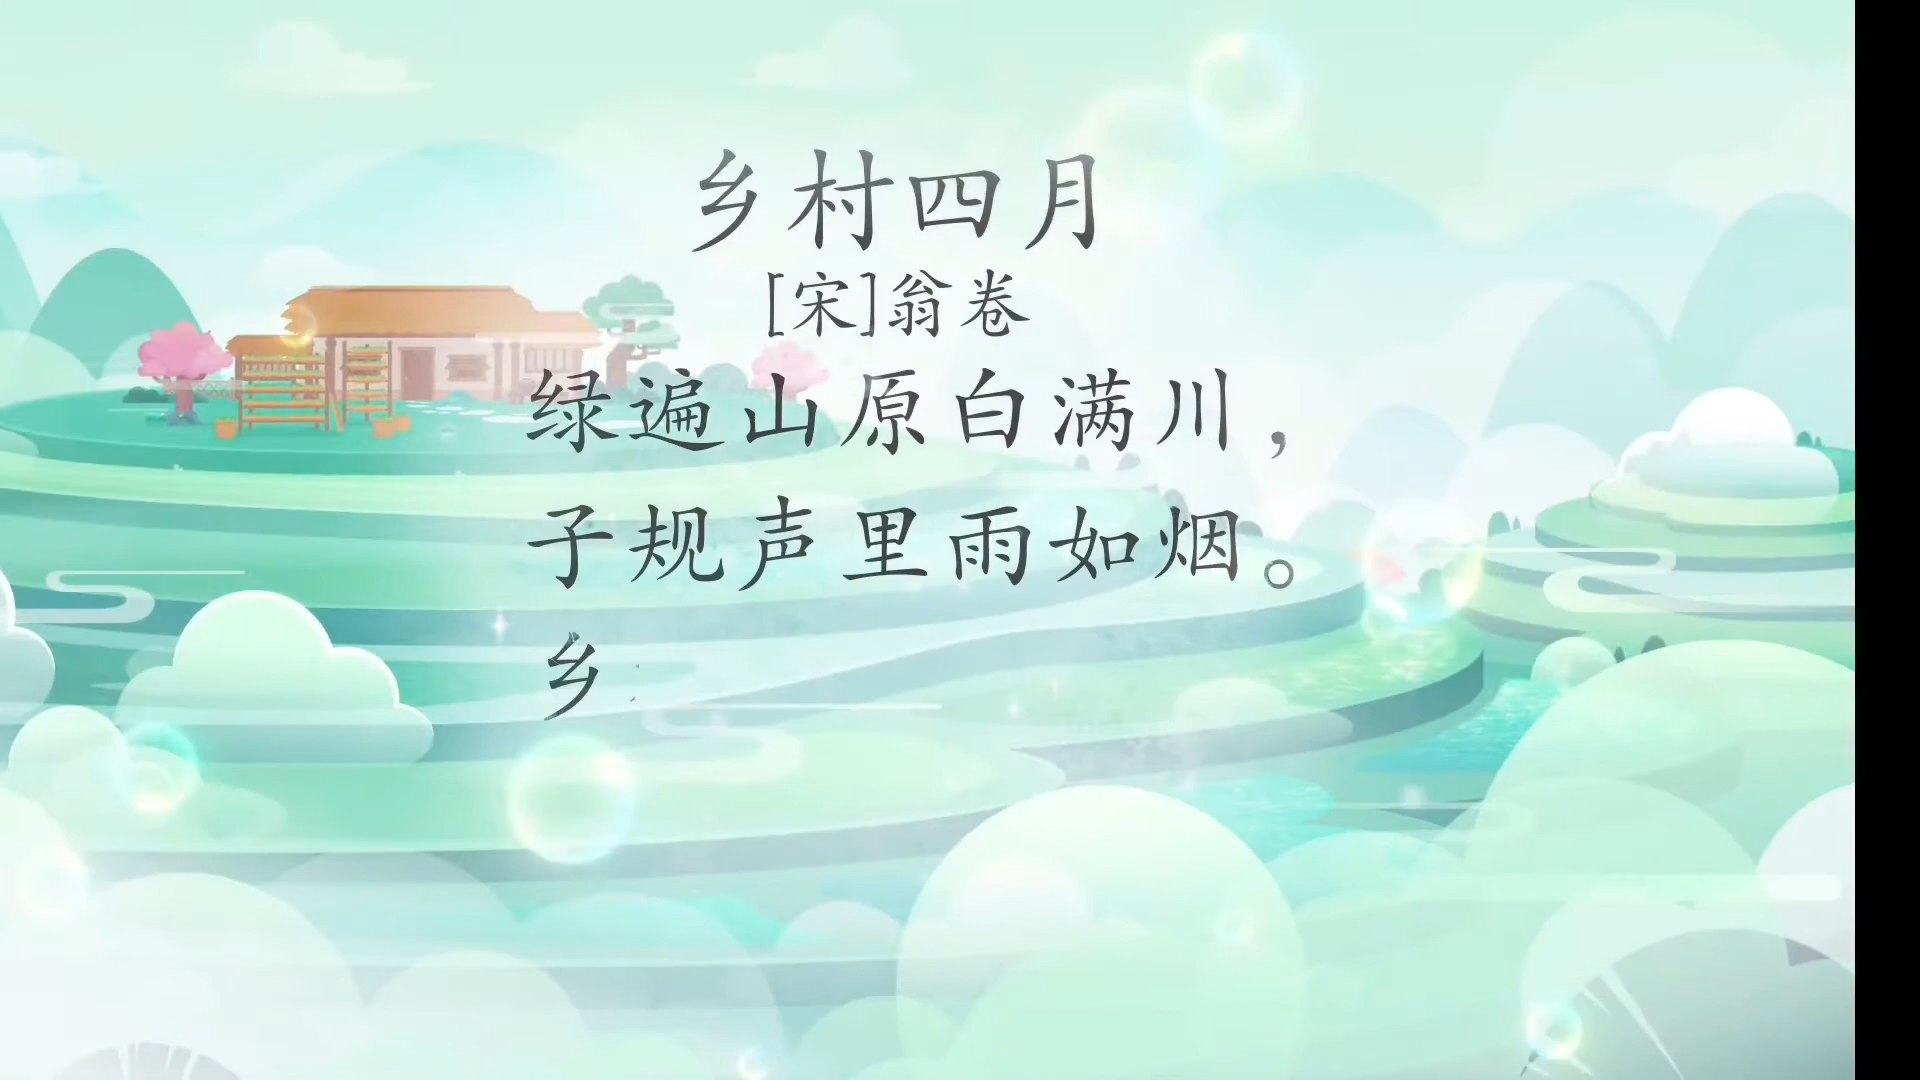 乡村四月
[宋]翁卷
绿遍山原白满川，
子规声里雨如烟。
乡